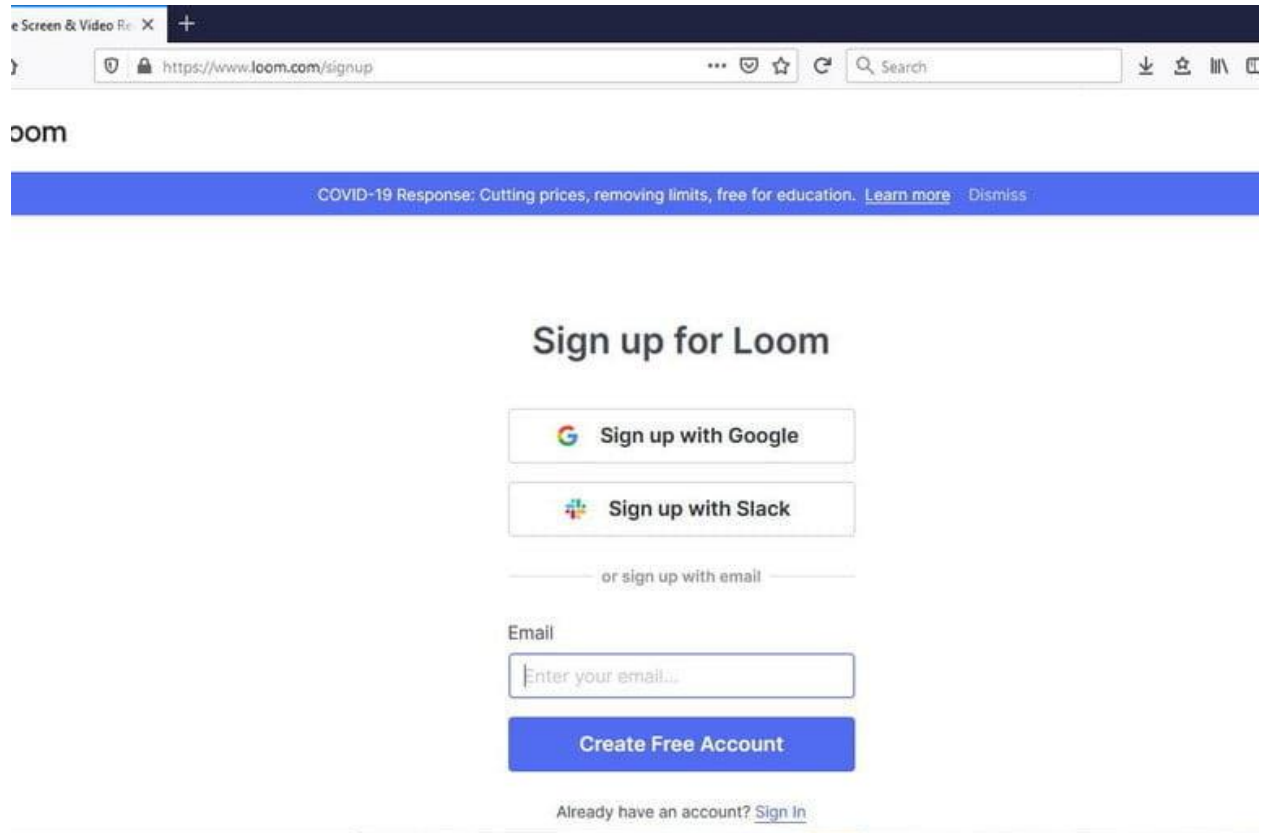 e Screen & Video Re
https://www.loom.com/signup
Search
oom
COVID-19 Response: Cutting prices, removing limits, free for education. Learn more Dismiss
Sign up for Loom
Sign up with Google
Sign up with Slack
or sign up with email
Email
Enter your email...
Create Free Account
Already have an account? Sign In